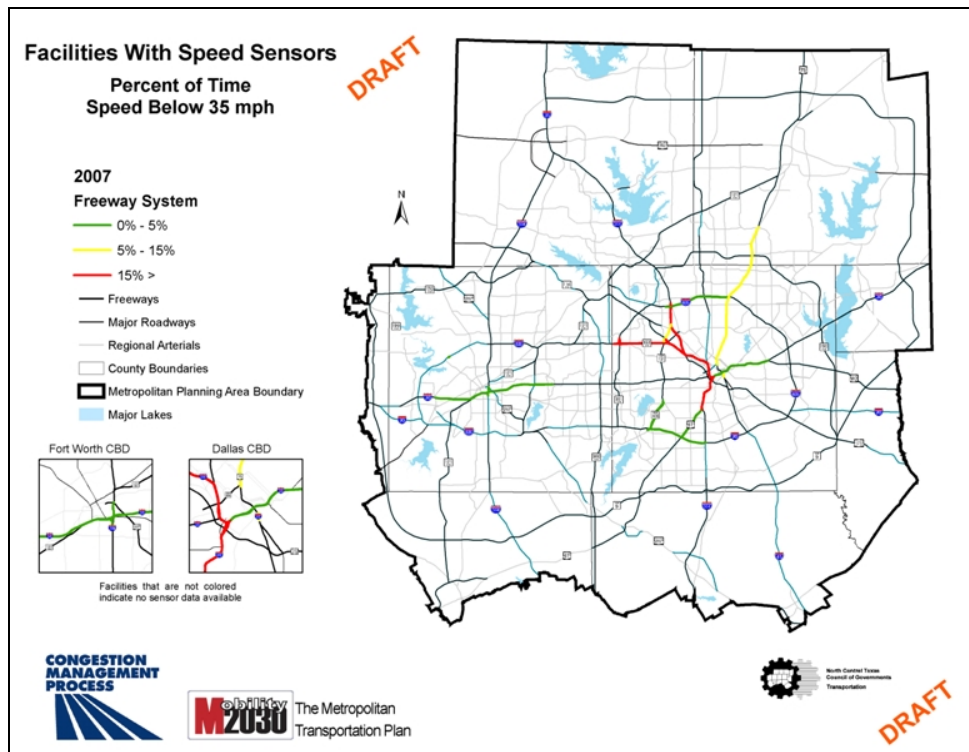 Facilities With Speed Sensors
Percent of Time
Speed Below 35 mph
DRAFT
2007
Freeway System
0% - 5%
5% - 15%
15% >
Freeways
Major Roadways
Regional Arterials
County Boundaries
Metropolitan Planning Area Boundary
Major Lakes
N
Fort Worth CBD
Dallas CBD
Facilities that are not colored
indicate no sensor data available
CONGESTION
MANAGEMENT
PROCESS
Mobility
2030
The Metropolitan
Transportation Plan
North Central Texas
Council of Governments
Transportation
DRAFT